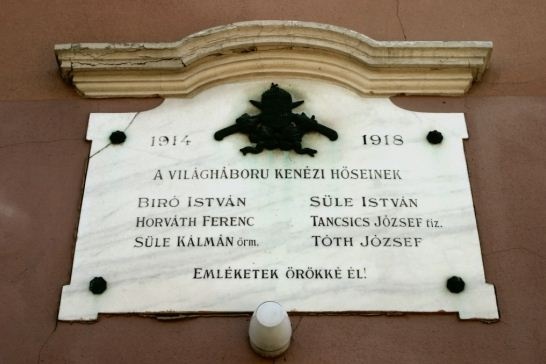 1914 1918
A VILÁGHÁBORU KENÉZI HŐSEINEK
BIRÓ ISTVÁN SÜLE ISTVÁN
HORVÁTH FERENC TANCSICS JÓZSEF tiz.
SÜLE KÁLMÁN őrm. TÓTH JÓZSEF
EMLÉKETEK ÖRÖKKÉ ÉL!